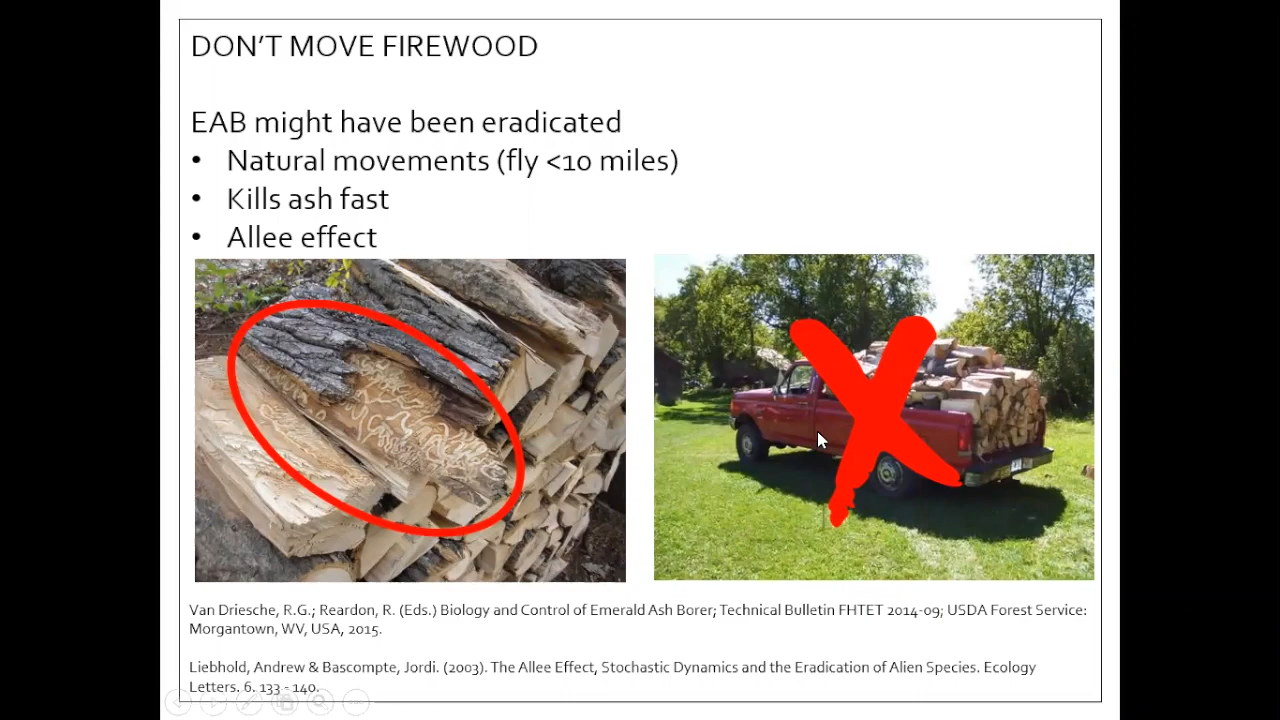 DON'T MOVE FIREWOOD
EAB might have been eradicated
• Natural movements (fly <10 miles)
• Kills ash fast
• Allee effect
Van Driesche, R.G.; Reardon, R. (Eds.) Biology and Control of Emerald Ash Borer; Technical Bulletin FHTET 2014-09; USDA Forest Service:
Morgantown, WV, USA, 2015.
Liebhold, Andrew & Bascompte, Jordi. (2003). The Allee Effect, Stochastic Dynamics and the Eradication of Alien Species. Ecology
Letters. 6. 133 - 140.